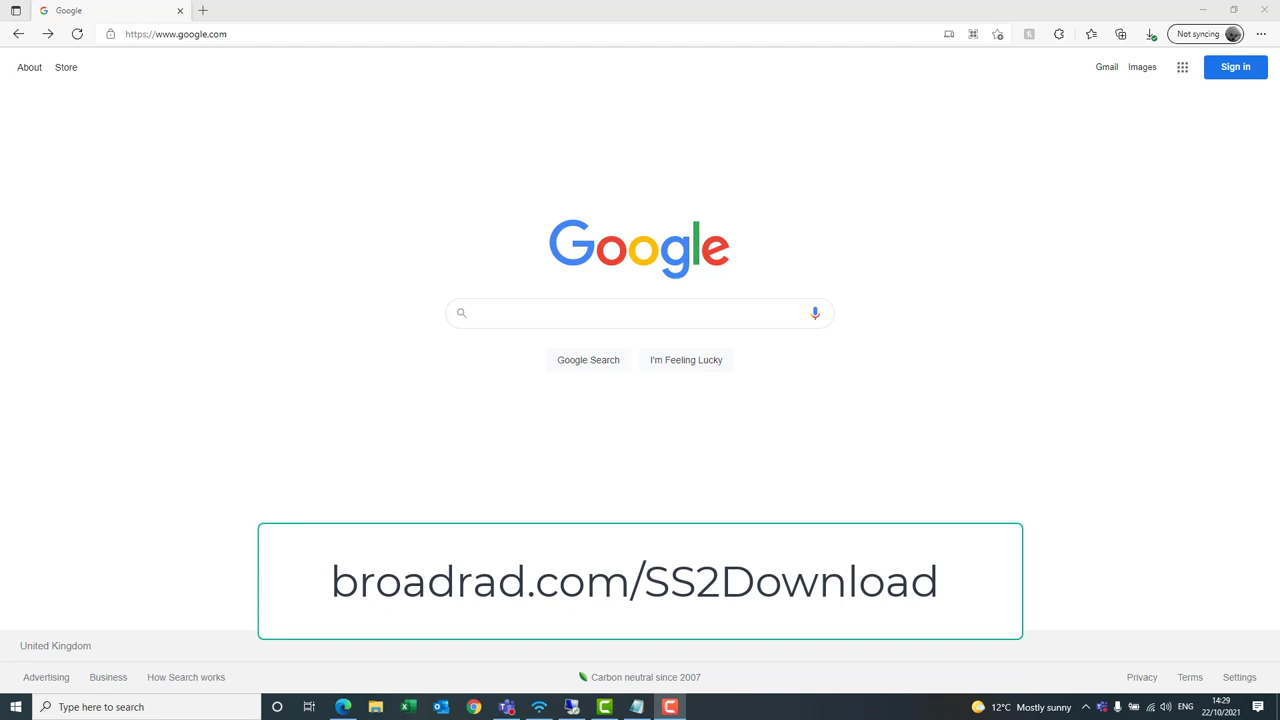 Google
https://www.google.com
Not syncing
About
Store
Gmail
Images
Sign in
Google
Google Search
I'm Feeling Lucky
broadrad.com/SS2Download
United Kingdom
Advertising
Business
How Search works
Carbon neutral since 2007
Privacy
Terms
Settings
Type here to search
12°C Mostly sunny
ENG
14:29
22/10/2021